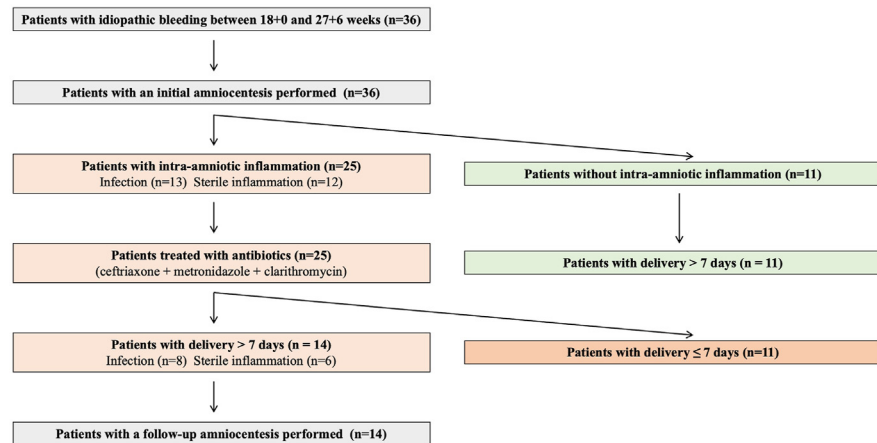 Patients with idiopathic bleeding between 18+0 and 27+6 weeks (n=36)
Patients with an initial amniocentesis performed (n=36)
Patients with intra-amniotic inflammation (n=25)
Infection (n=13) Sterile inflammation (n=12)
Patients without intra-amniotic inflammation (n=11)
Patients treated with antibiotics (n=25)
(ceftriaxone + metronidazole + clarithromycin)
Patients with delivery > 7 days (n = 11)
Patients with delivery > 7 days (n = 14)
Infection (n=8) Sterile inflammation (n=6)
Patients with delivery ≤ 7 days (n=11)
Patients with a follow-up amniocentesis performed (n=14)